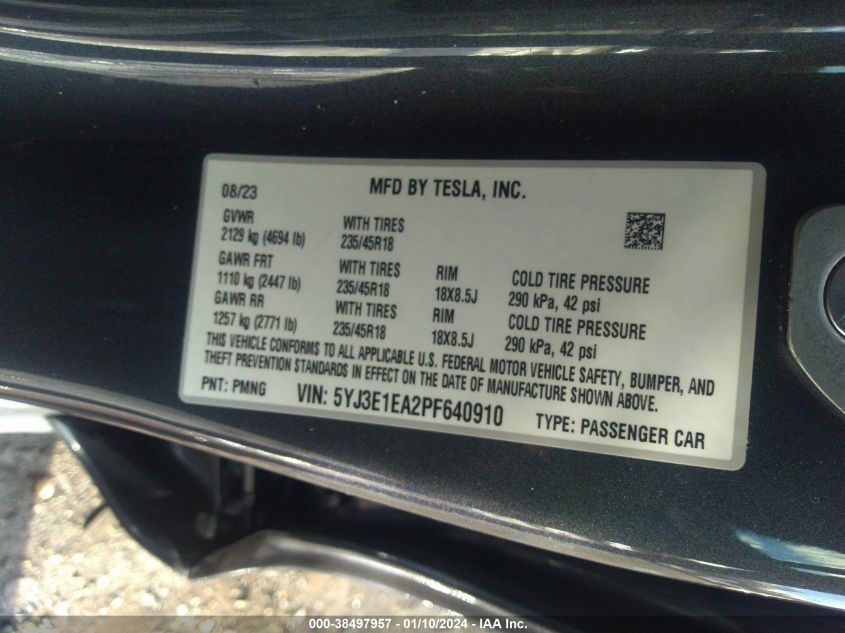 08/23 MFD BY TESLA, INC.
GVWR WITH TIRES
2129 kg (4694 lb) 235/45R18
GAWR FRT WITH TIRES RIM COLD TIRE PRESSURE
1110 kg (2447 lb) 235/45R18 18X8.5J 290 kPa, 42 psi
GAWR RR WITH TIRES RIM COLD TIRE PRESSURE
1257 kg (2771 lb) 235/45R18 18X8.5J 290 kPa, 42 psi
THIS VEHICLE CONFORMS TO ALL APPLICABLE U.S. FEDERAL MOTOR VEHICLE SAFETY, BUMPER, AND
THEFT PREVENTION STANDARDS IN EFFECT ON THE DATE OF MANUFACTURE SHOWN ABOVE.
PNT: PMNG VIN: 5YJ3E1EA2PF640910 TYPE: PASSENGER CAR
000-38497957 - 01/10/2024 - IAA Inc.